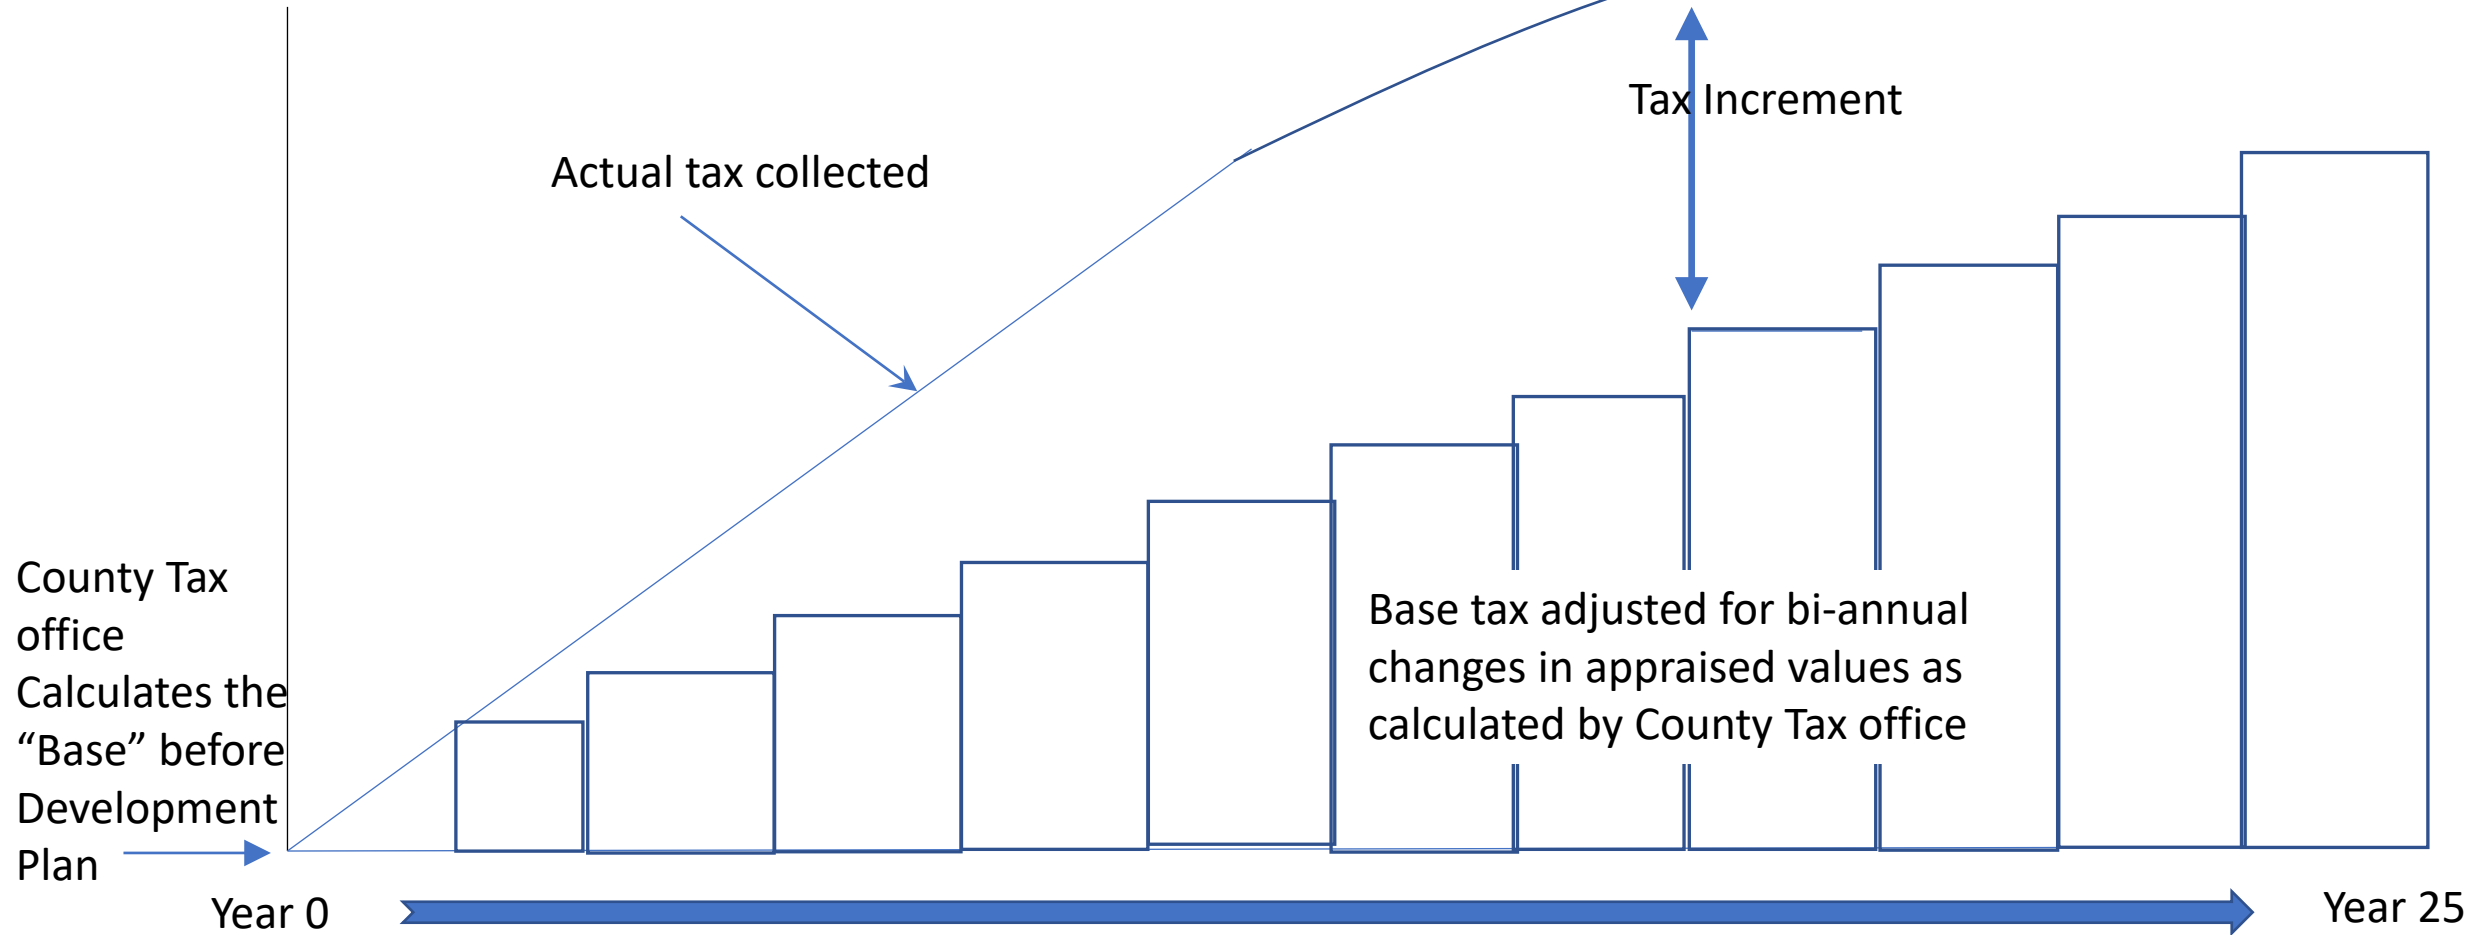 Tax Increment
Actual tax collected
County Tax
office
Calculates the
“Base” before
Development
Plan
Base tax adjusted for bi-annual
changes in appraised values as
calculated by County Tax office
Year 0
Year 25